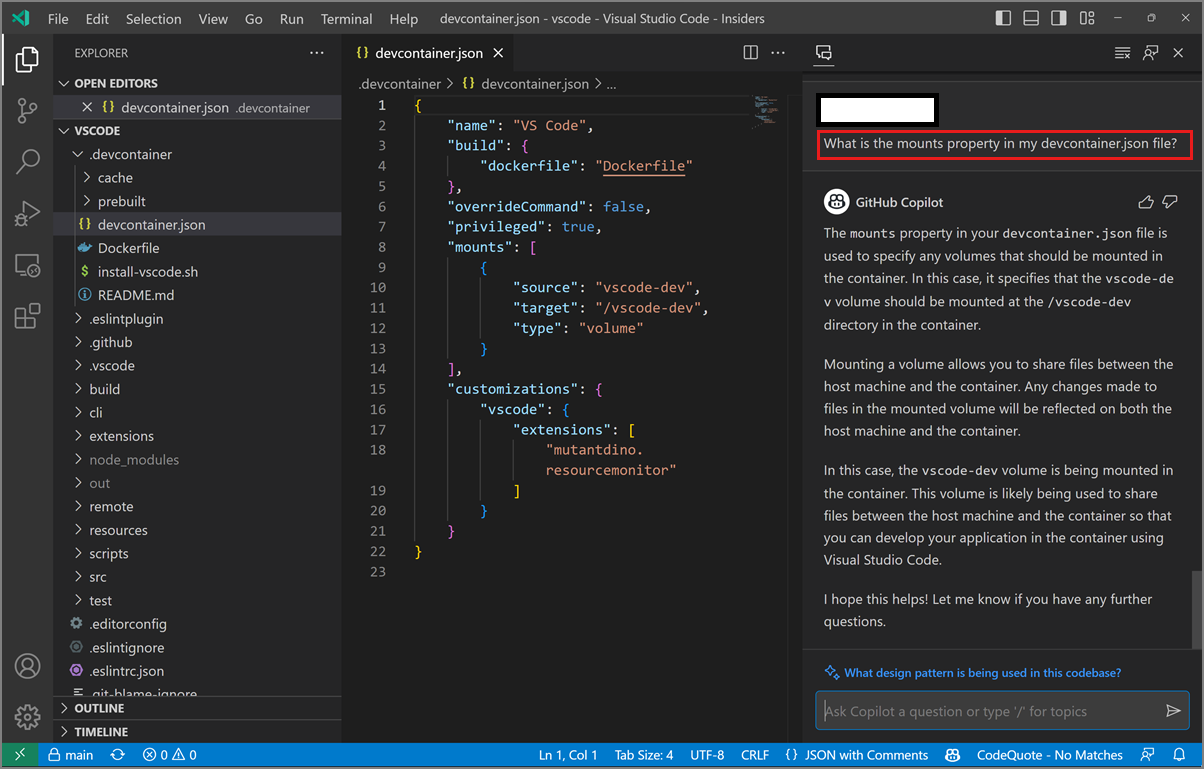 File Edit Selection View Go Run Terminal Help devcontainer.json - vscode - Visual Studio Code - Insiders
EXPLORER
OPEN EDITORS
devcontainer.json .devcontainer
VSCODE
.devcontainer
cache
prebuilt
devcontainer.json
Dockerfile
install-vscode.sh
README.md
.eslintplugin
.github
.vscode
build
cli
extensions
node_modules
out
remote
resources
scripts
src
test
.editorconfig
.eslintignore
.eslintrc.json
.git-blame-ignore
OUTLINE
TIMELINE
devcontainer.json
.devcontainer > {} devcontainer.json > ...
1 {
2 "name": "VS Code",
3 "build": {
4 "dockerfile": "Dockerfile"
5 },
6 "overrideCommand": false,
7 "privileged": true,
8 "mounts": [
9 {
10 "source": "vscode-dev",
11 "target": "/vscode-dev",
12 "type": "volume"
13 }
14 ],
15 "customizations": {
16 "vscode": {
17 "extensions": [
18 "mutantdino.
resourcemonitor"
19 ]
20 }
21 }
22 }
23
What is the mounts property in my devcontainer.json file?
GitHub Copilot
The mounts property in your devcontainer.json file is
used to specify any volumes that should be mounted in
the container. In this case, it specifies that the vscode-de
v volume should be mounted at the /vscode-dev
directory in the container.
Mounting a volume allows you to share files between the
host machine and the container. Any changes made to
files in the mounted volume will be reflected on both the
host machine and the container.
In this case, the vscode-dev volume is being mounted in
the container. This volume is likely being used to share
files between the host machine and the container so that
you can develop your application in the container using
Visual Studio Code.
I hope this helps! Let me know if you have any further
questions.
What design pattern is being used in this codebase?
Ask Copilot a question or type '/' for topics
main 0 0 Ln 1, Col 1 Tab Size: 4 UTF-8 CRLF {} JSON with Comments CodeQuote - No Matches